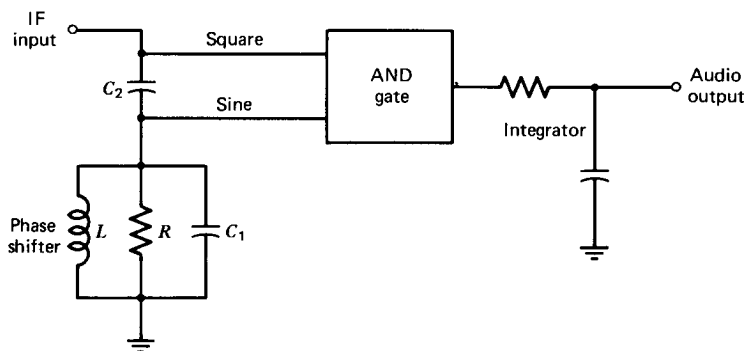 IF
input
Square
C2
Sine
AND
gate
Integrator
Audio
output
Phase
shifter
L
R
C1